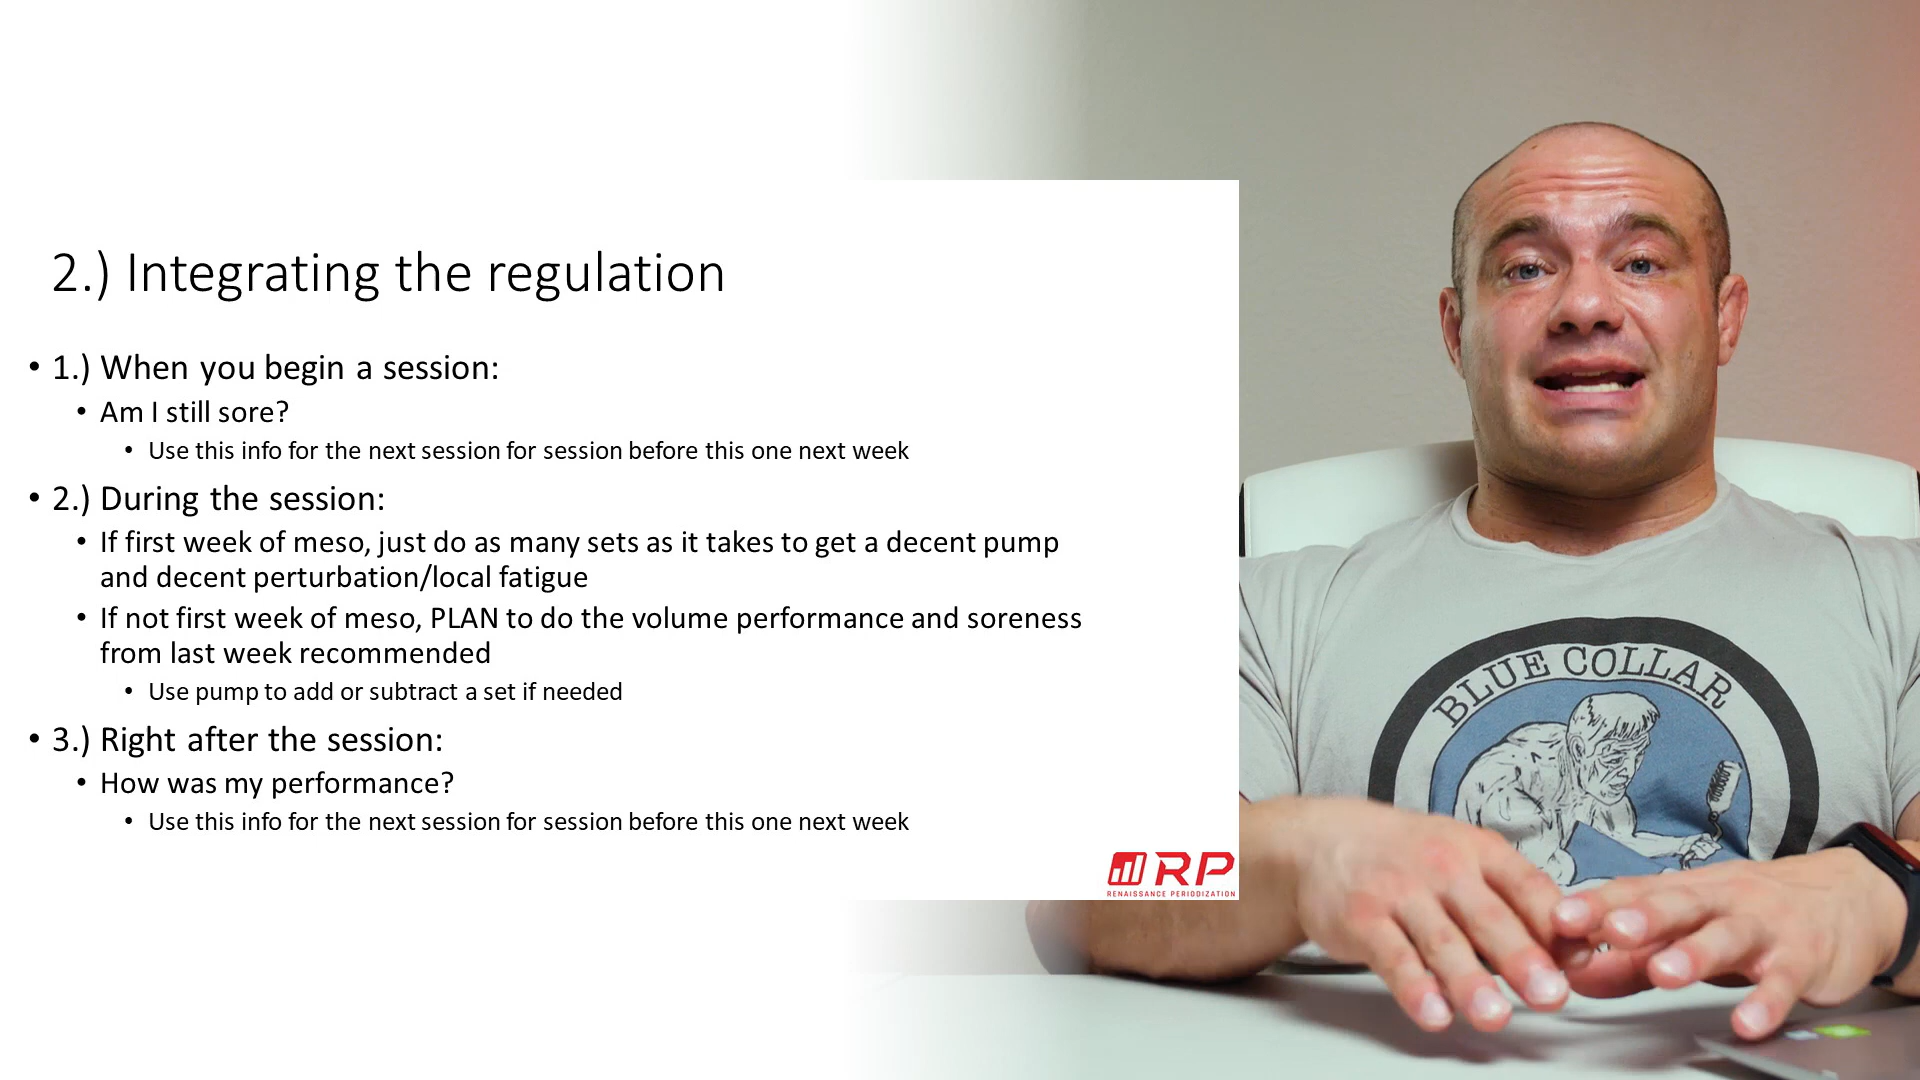 2.) Integrating the regulation
• 1.) When you begin a session:
• Am I still sore?
• Use this info for the next session for session before this one next week
• 2.) During the session:
• If first week of meso, just do as many sets as it takes to get a decent pump
and decent perturbation/local fatigue
• If not first week of meso, PLAN to do the volume performance and soreness
from last week recommended
• Use pump to add or subtract a set if needed
• 3.) Right after the session:
• How was my performance?
• Use this info for the next session for session before this one next week
RP
RENAISSANCE PERIODIZATION
BLUE COLLAR